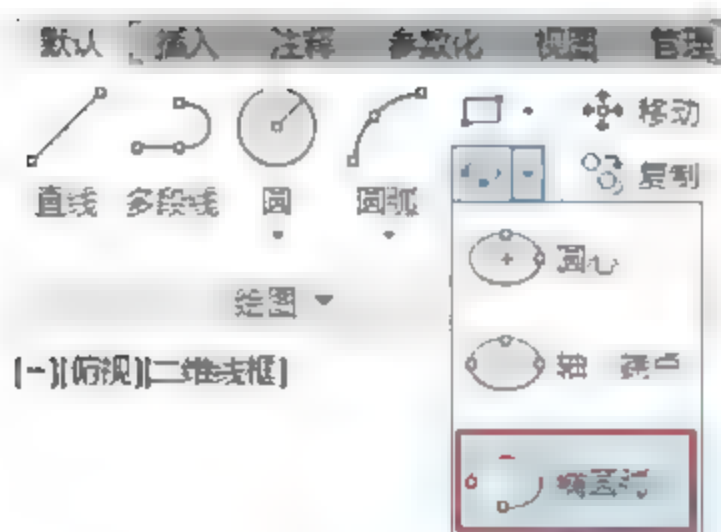 默认 插入 注释 参数化 视图 管理
移动
直线 多段线 圆 圆弧
复制
圆心
绘图
轴 端点
[-][俯视][二维线框]
椭圆弧